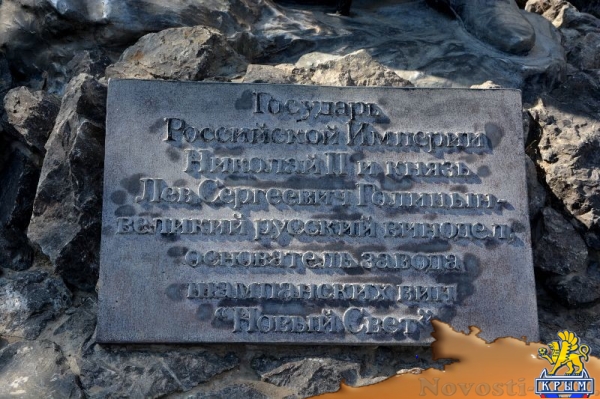 Государь
Российской Империи
Николай II и князь
Лев Сергеевич Голицын-
великий русский винодел,
основатель завода
шампанских вин
"Новый Свет"
Novosti-
КРЫМ